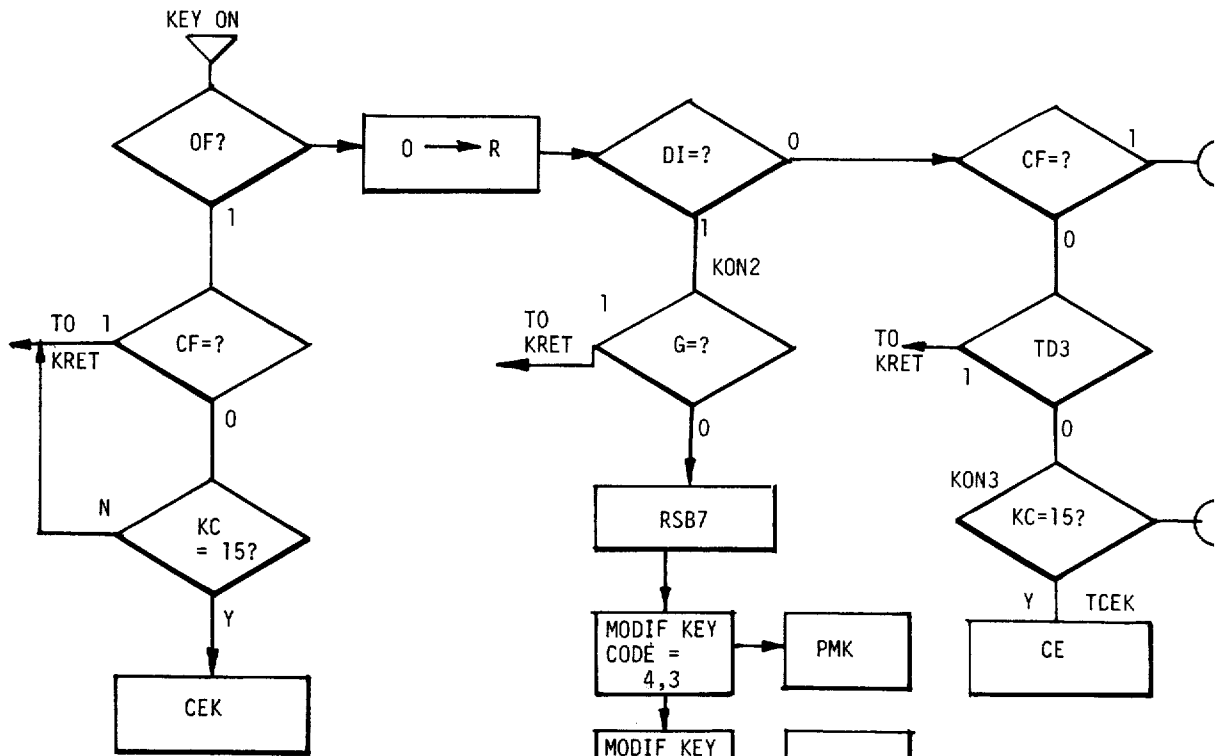 KEY ON
OF?
1
O → R
DI=?
0
1
KON2
CF=?
1
0
TO
KRET
1
CF=?
0
TO
KRET
1
G=?
0
TO
KRET
1
TD3
0
N
KC
= 15?
Y
CEK
RSB7
MODIF KEY
CODE =
4,3
PMK
MODIF KEY
KON3
KC=15?
Y
TCEK
CE